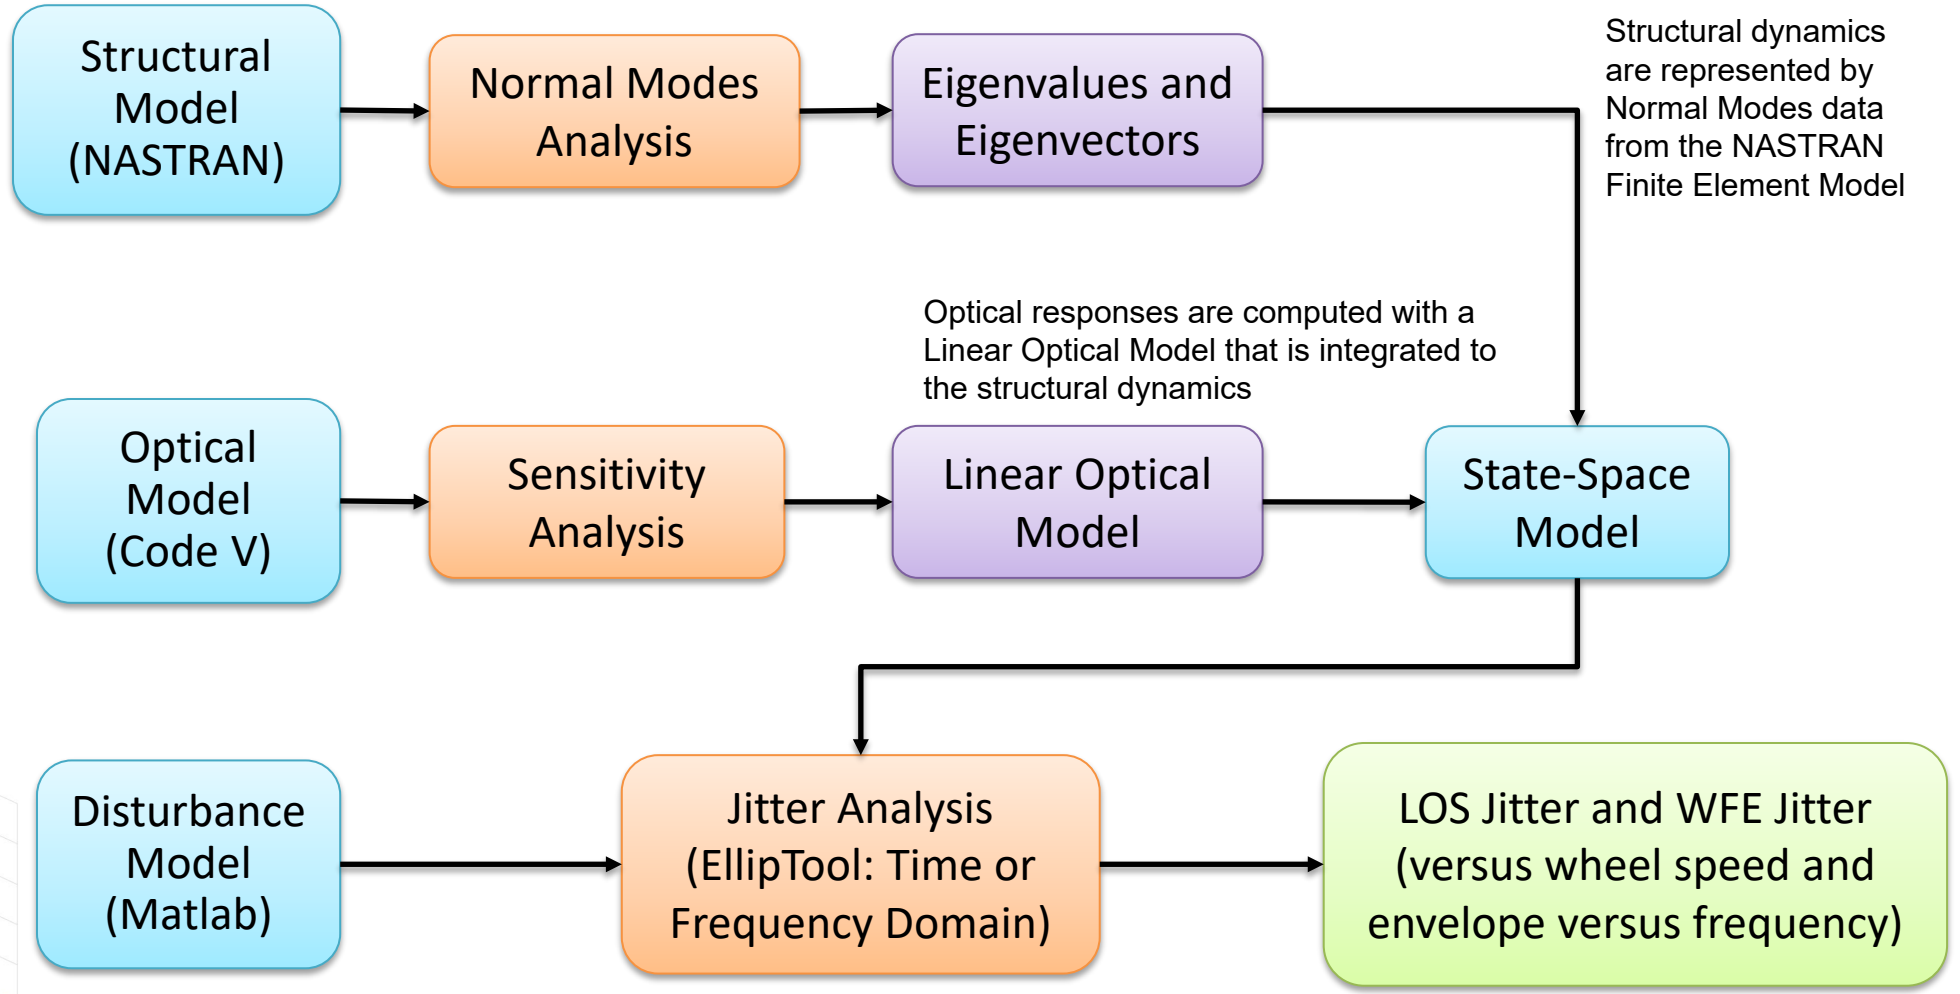 Structural
Model
(NASTRAN)
Normal Modes
Analysis
Eigenvalues and
Eigenvectors
Structural dynamics
are represented by
Normal Modes data
from the NASTRAN
Finite Element Model
Optical responses are computed with a
Linear Optical Model that is integrated to
the structural dynamics
Optical
Model
(Code V)
Sensitivity
Analysis
Linear Optical
Model
State-Space
Model
Disturbance
Model
(Matlab)
Jitter Analysis
(EllipTool: Time or
Frequency Domain)
LOS Jitter and WFE Jitter
(versus wheel speed and
envelope versus frequency)